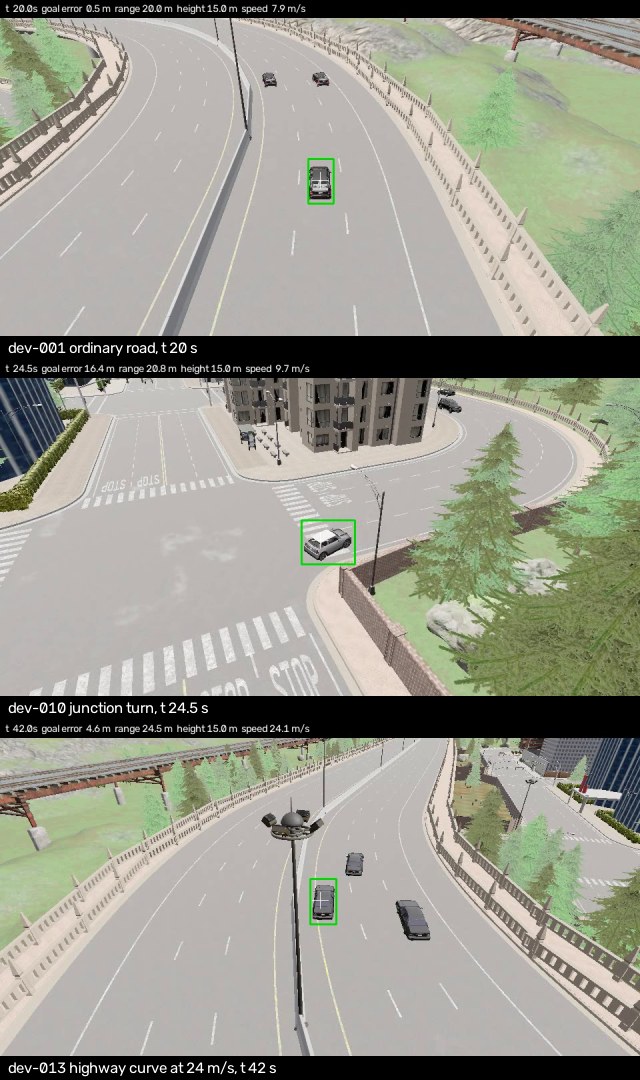 t 20.0s goal error 0.5 m range 20.0 m height 15.0 m speed 7.9 m/s
dev-001 ordinary road, t 20 s
t 24.5s goal error 16.4 m range 20.8 m height 15.0 m speed 9.7 m/s
STOP STOP
STOP
STOP
dev-010 junction turn, t 24.5 s
t 42.0s goal error 4.6 m range 24.5 m height 15.0 m speed 24.1 m/s
dev-013 highway curve at 24 m/s, t 42 s